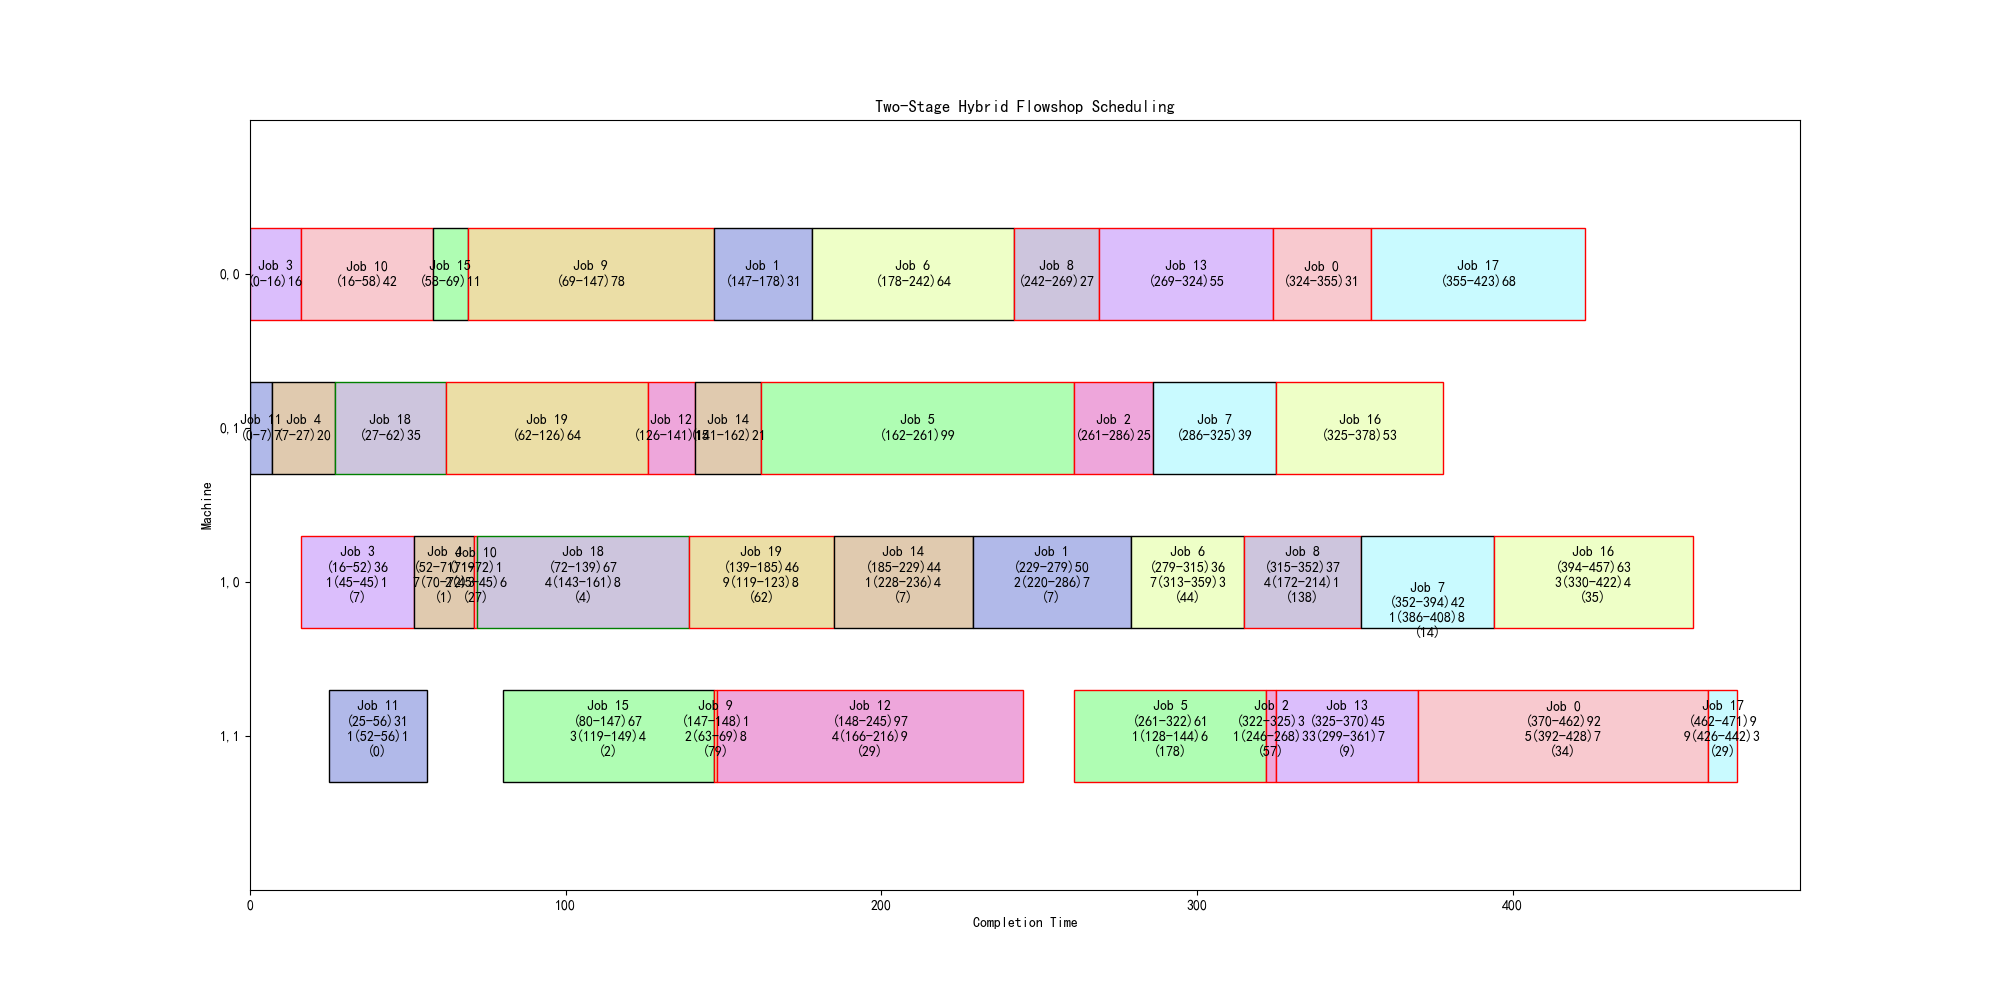 Two-Stage Hybrid Flowshop Scheduling
Machine
0,0
Job 3
(0-16)16
Job 10
(16-58)42
Job 15
(58-69)11
Job 9
(69-147)78
Job 1
(147-178)31
Job 6
(178-242)64
Job 8
(242-269)27
Job 13
(269-324)55
Job 0
(324-355)31
Job 17
(355-423)68
0,1
Job 11
(0-7)7
Job 4
(7-27)20
Job 18
(27-62)35
Job 19
(62-126)64
Job 12
(126-141)15
Job 14
(141-162)21
Job 5
(162-261)99
Job 2
(261-286)25
Job 7
(286-325)39
Job 16
(325-378)53
1,0
Job 3
(16-52)36
1(45-45)1
(7)
Job 4
(52-71)19
(1)
Job 10
(71-72)1
(27)
Job 18
(72-139)67
4(143-161)8
(4)
Job 19
(139-185)46
9(119-123)8
(62)
Job 14
(185-229)44
1(228-236)4
(7)
Job 1
(229-279)50
2(220-286)7
(7)
Job 6
(279-315)36
7(313-359)3
(44)
Job 8
(315-352)37
4(172-214)1
(138)
Job 7
(352-394)42
1(386-408)8
(14)
Job 16
(394-457)63
3(330-422)4
(35)
1,1
Job 11
(25-56)31
1(52-56)1
(0)
Job 15
(80-147)67
3(119-149)4
(2)
Job 9
(147-148)1
2(63-69)8
(79)
Job 12
(148-245)97
4(166-216)9
(29)
Job 5
(261-322)61
1(128-144)6
(178)
Job 2
(322-325)3
1(246-268)3
(57)
Job 13
(325-370)45
3(299-361)7
(9)
Job 0
(370-462)92
5(392-428)7
(34)
Job 17
(462-471)9
9(426-442)3
(29)
0
100
200
300
400
Completion Time